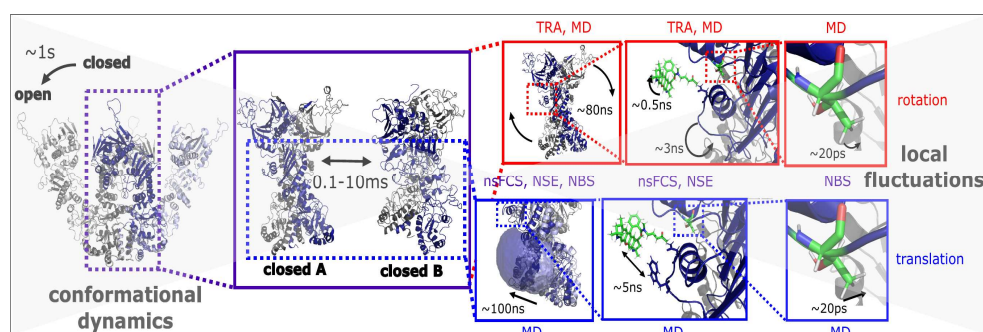 TRA, MD
TRA, MD
MD
~1s
closed
open
~80ns
~0.5ns
~3ns
~20ps
rotation
local
fluctuations
0.1-10ms
nsFCS, NSE, NBS
nsFCS, NSE
NBS
closed A
closed B
~100ns
~5ns
~20ps
translation
conformational
dynamics
MD
MD
MD